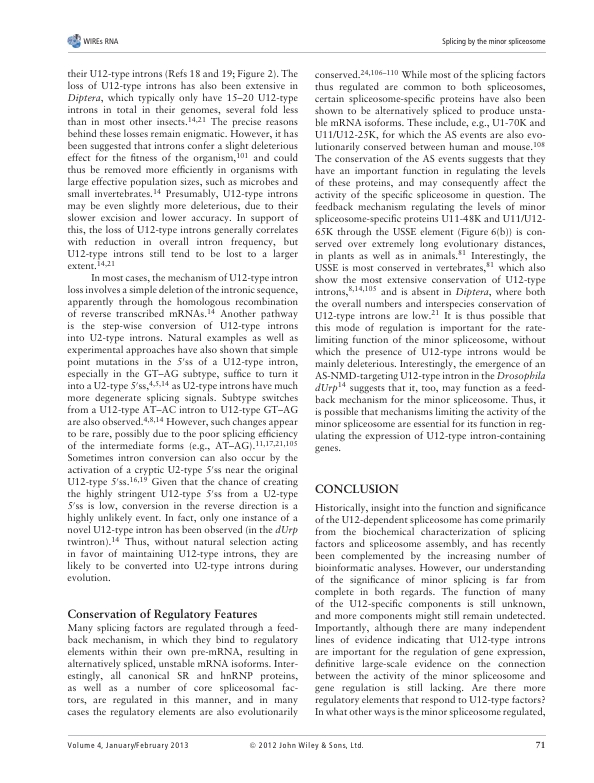 WIREs RNA
Splicing by the minor spliceosome
their U12-type introns (Refs 18 and 19; Figure 2). The
loss of U12-type introns has also been extensive in
Diptera, which typically only have 15–20 U12-type
introns in total in their genomes, several fold less
than in most other insects.14,21 The precise reasons
behind these losses remain enigmatic. However, it has
been suggested that introns confer a slight deleterious
effect for the fitness of the organism,101 and could
thus be removed more efficiently in organisms with
large effective population sizes, such as microbes and
small invertebrates.14 Presumably, U12-type introns
may be even slightly more deleterious, due to their
slower excision and lower accuracy. In support of
this, the loss of U12-type introns generally correlates
with reduction in overall intron frequency, but
U12-type introns still tend to be lost to a larger
extent.14,21
In most cases, the mechanism of U12-type intron
loss involves a simple deletion of the intronic sequence,
apparently through the homologous recombination
of reverse transcribed mRNAs.14 Another pathway
is the step-wise conversion of U12-type introns
into U2-type introns. Natural examples as well as
experimental approaches have also shown that simple
point mutations in the 5′ss of a U12-type intron,
especially in the GT–AG subtype, suffice to turn it
into a U2-type 5′ss,4,5,14 as U2-type introns have much
more degenerate splicing signals. Subtype switches
from a U12-type AT–AC intron to U12-type GT–AG
are also observed.4,8,14 However, such changes appear
to be rare, possibly due to the poor splicing efficiency
of the intermediate forms (e.g., AT–AG).11,17,21,105
Sometimes intron conversion can also occur by the
activation of a cryptic U2-type 5′ss near the original
U12-type 5′ss.16,19 Given that the chance of creating
the highly stringent U12-type 5′ss from a U2-type
5′ss is low, conversion in the reverse direction is a
highly unlikely event. In fact, only one instance of a
novel U12-type intron has been observed (in the dUrp
twintron).14 Thus, without natural selection acting
in favor of maintaining U12-type introns, they are
likely to be converted into U2-type introns during
evolution.
Conservation of Regulatory Features
Many splicing factors are regulated through a feed-
back mechanism, in which they bind to regulatory
elements within their own pre-mRNA, resulting in
alternatively spliced, unstable mRNA isoforms. Inter-
estingly, all canonical SR and hnRNP proteins,
as well as a number of core spliceosomal fac-
tors, are regulated in this manner, and in many
cases the regulatory elements are also evolutionarily
conserved.24,106–110 While most of the splicing factors
thus regulated are common to both spliceosomes,
certain spliceosome-specific proteins have also been
shown to be alternatively spliced to produce unsta-
ble mRNA isoforms. These include, e.g., U1-70K and
U11/U12-25K, for which the AS events are also evo-
lutionarily conserved between human and mouse.108
The conservation of the AS events suggests that they
have an important function in regulating the levels
of these proteins, and may consequently affect the
activity of the specific spliceosome in question. The
feedback mechanism regulating the levels of minor
spliceosome-specific proteins U11-48K and U11/U12-
65K through the USSE element (Figure 6(b)) is con-
served over extremely long evolutionary distances,
in plants as well as in animals.81 Interestingly, the
USSE is most conserved in vertebrates,81 which also
show the most extensive conservation of U12-type
introns,8,14,105 and is absent in Diptera, where both
the overall numbers and interspecies conservation of
U12-type introns are low.21 It is thus possible that
this mode of regulation is important for the rate-
limiting function of the minor spliceosome, without
which the presence of U12-type introns would be
mainly deleterious. Interestingly, the emergence of an
AS-NMD-targeting U12-type intron in the Drosophila
dUrp14 suggests that it, too, may function as a feed-
back mechanism for the minor spliceosome. Thus, it
is possible that mechanisms limiting the activity of the
minor spliceosome are essential for its function in reg-
ulating the expression of U12-type intron-containing
genes.
CONCLUSION
Historically, insight into the function and significance
of the U12-dependent spliceosome has come primarily
from the biochemical characterization of splicing
factors and spliceosome assembly, and has recently
been complemented by the increasing number of
bioinformatic analyses. However, our understanding
of the significance of minor splicing is far from
complete in both regards. The function of many
of the U12-specific components is still unknown,
and more components might still remain undetected.
Importantly, although there are many independent
lines of evidence indicating that U12-type introns
are important for the regulation of gene expression,
definitive large-scale evidence on the connection
between the activity of the minor spliceosome and
gene regulation is still lacking. Are there more
regulatory elements that respond to U12-type factors?
In what other ways is the minor spliceosome regulated,
Volume 4, January/February 2013
© 2012 John Wiley & Sons, Ltd.
71